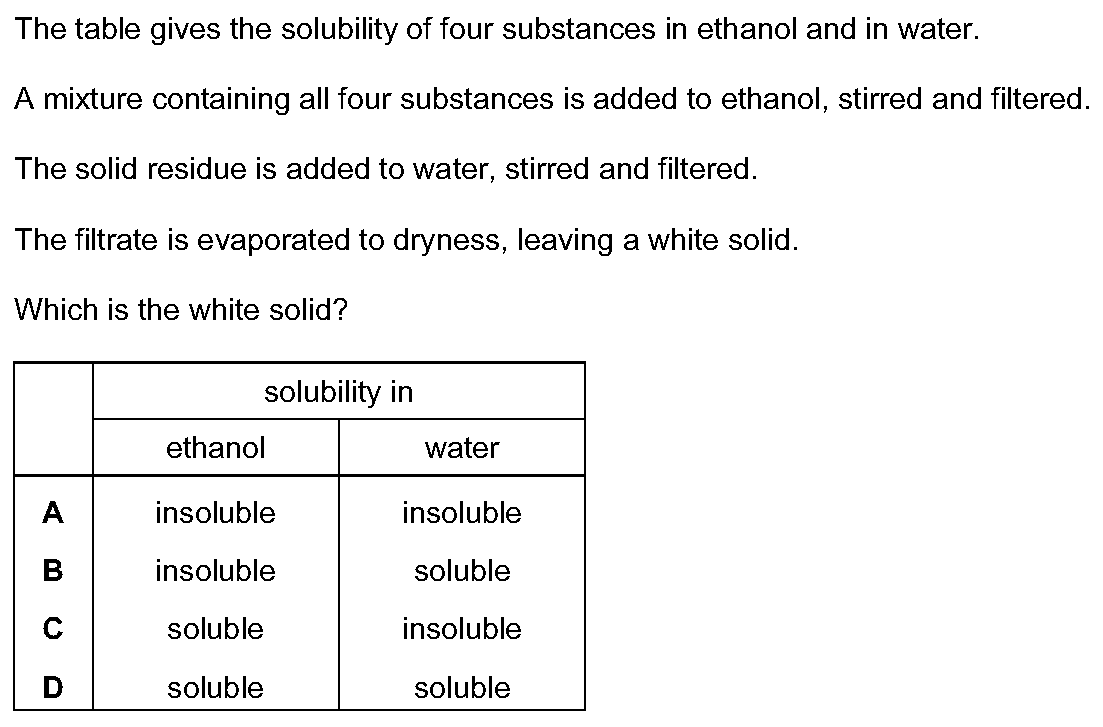 The table gives the solubility of four substances in ethanol and in water.
A mixture containing all four substances is added to ethanol, stirred and filtered.
The solid residue is added to water, stirred and filtered.
The filtrate is evaporated to dryness, leaving a white solid.
Which is the white solid?
solubility in
ethanol water
A insoluble insoluble
B insoluble soluble
C soluble insoluble
D soluble soluble